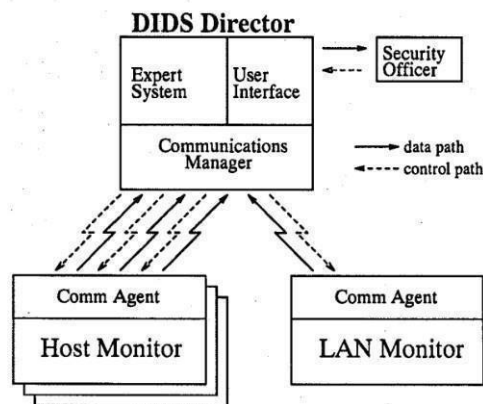 DIDS Director
Expert
System
User
Interface
Security
Officer
Communications
Manager
data path
control path
Comm Agent
Host Monitor
Comm Agent
LAN Monitor